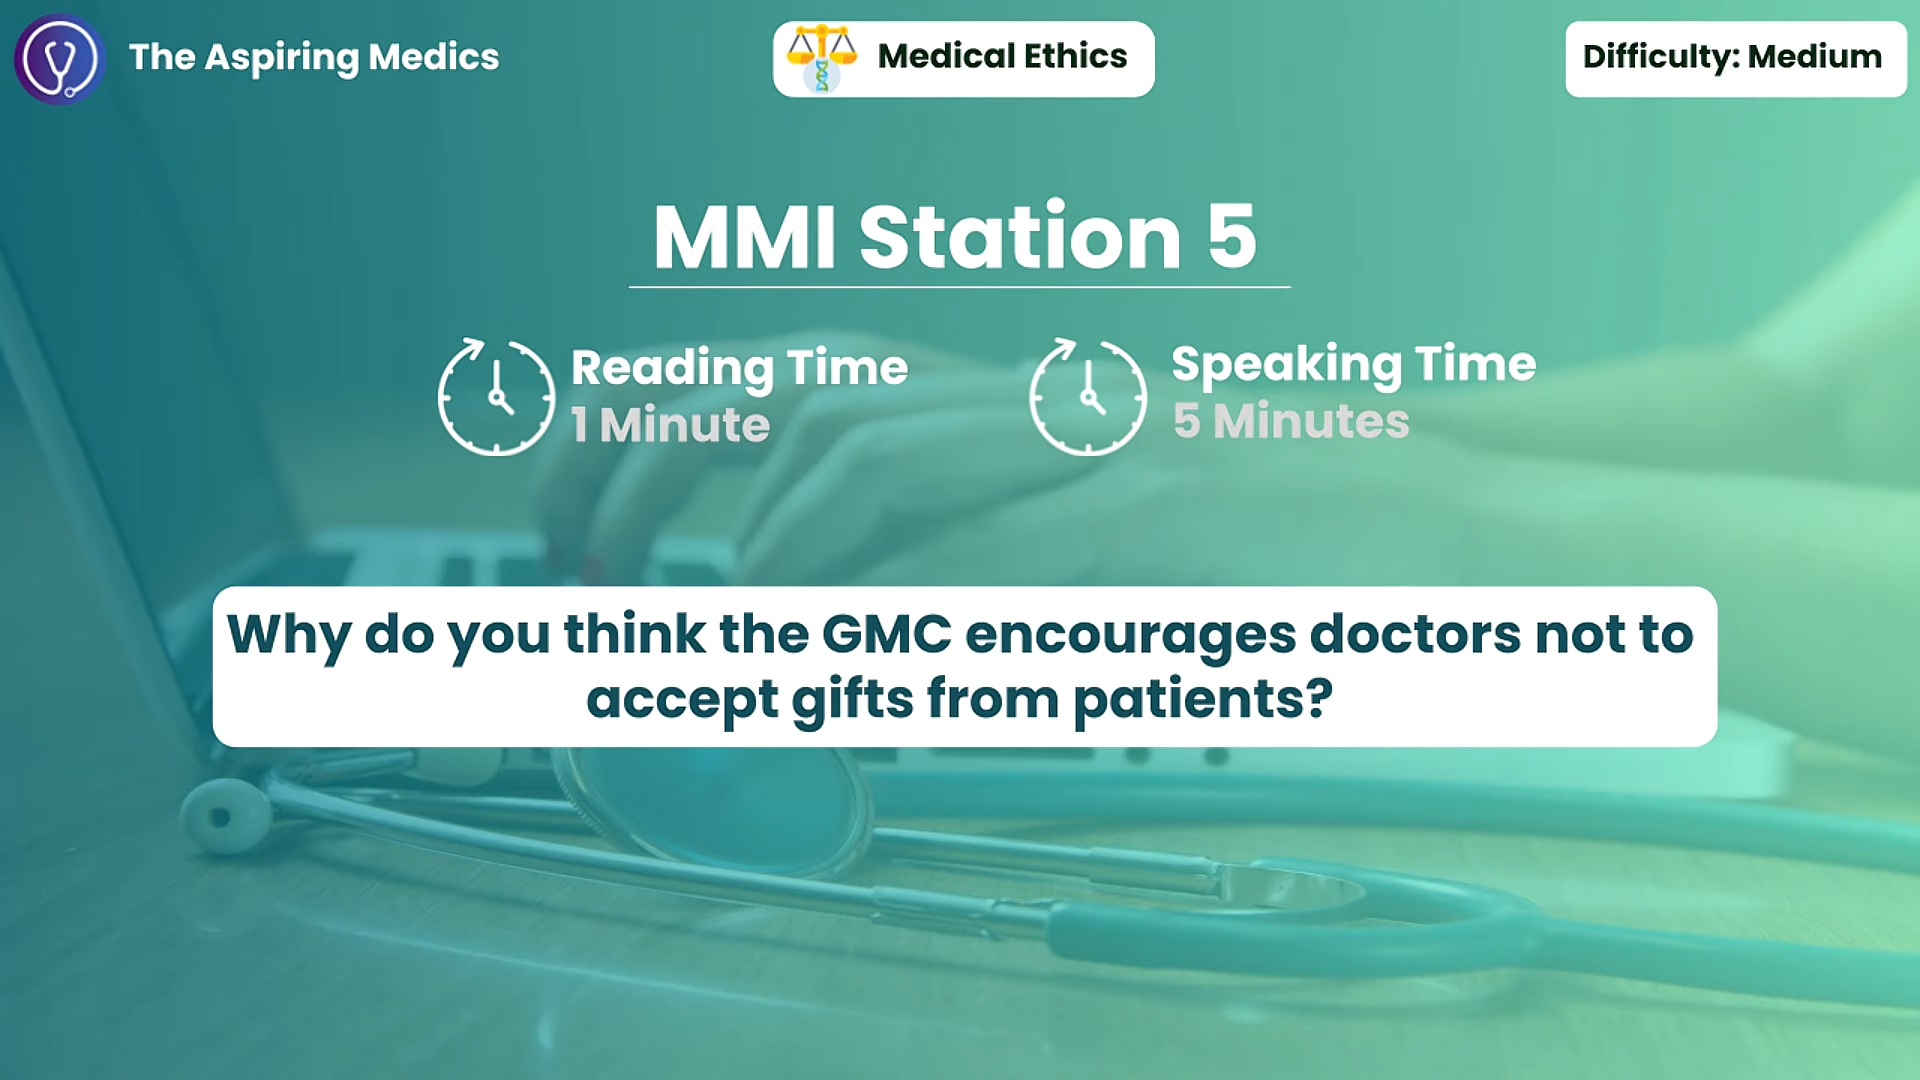 The Aspiring Medics
Medical Ethics
Difficulty: Medium
MMI Station 5
Reading Time
1 Minute
Speaking Time
5 Minutes
Why do you think the GMC encourages doctors not to
accept gifts from patients?